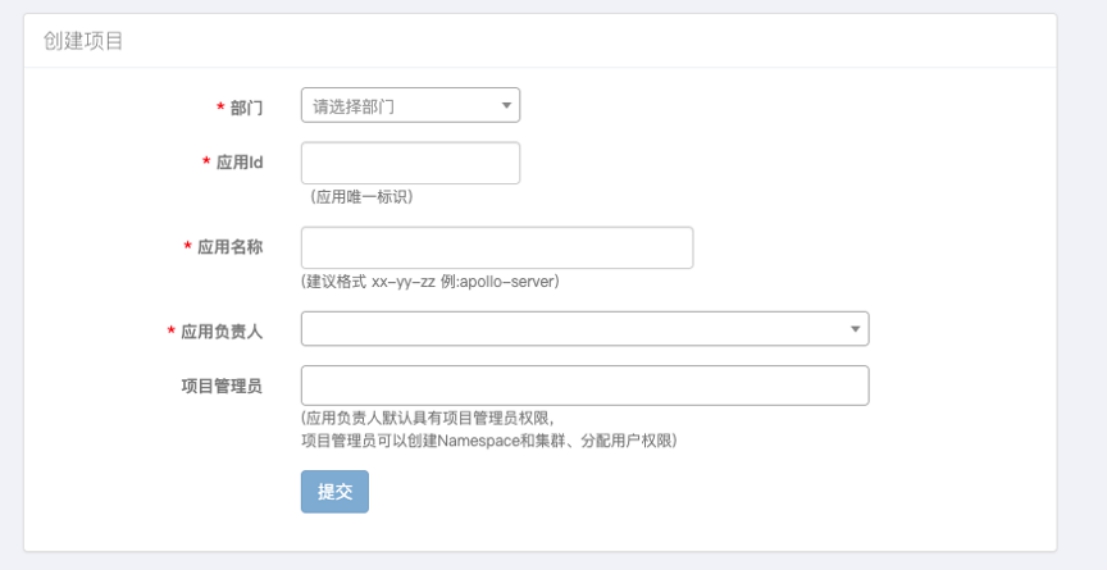 创建项目
* 部门 请选择部门
* 应用Id
(应用唯一标识)
* 应用名称
(建议格式 xx-yy-zz 例:apollo-server)
* 应用负责人
项目管理员
(应用负责人默认具有项目管理员权限,
项目管理员可以创建Namespace和集群、分配用户权限)
提交